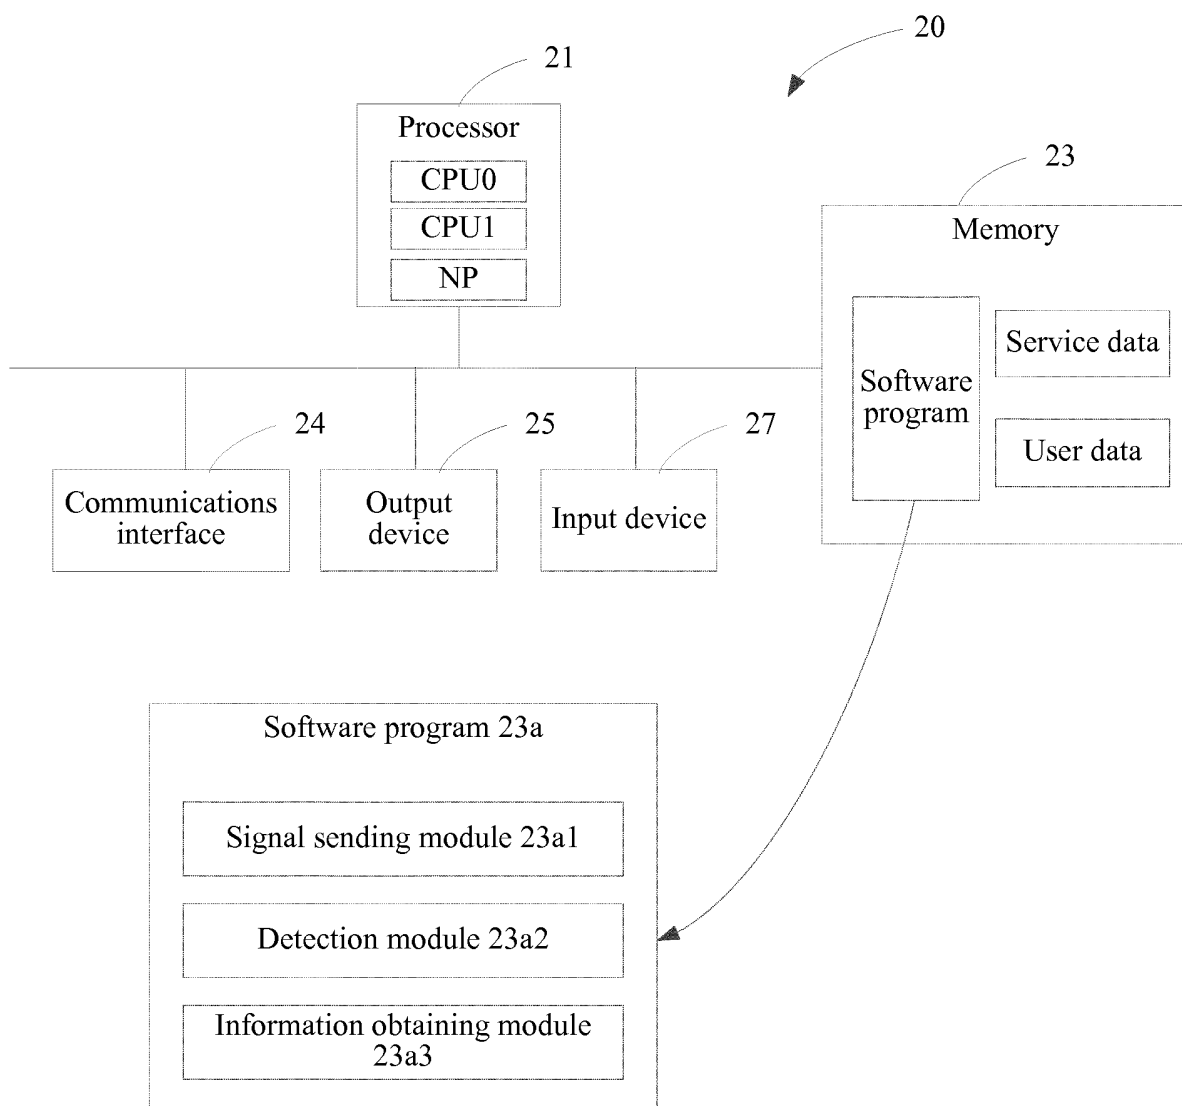 20
21
Processor
CPU0
CPU1
NP
23
Memory
Software
program
Service data
User data
24
Communications
interface
25
Output
device
27
Input device
Software program 23a
Signal sending module 23a1
Detection module 23a2
Information obtaining module
23a3